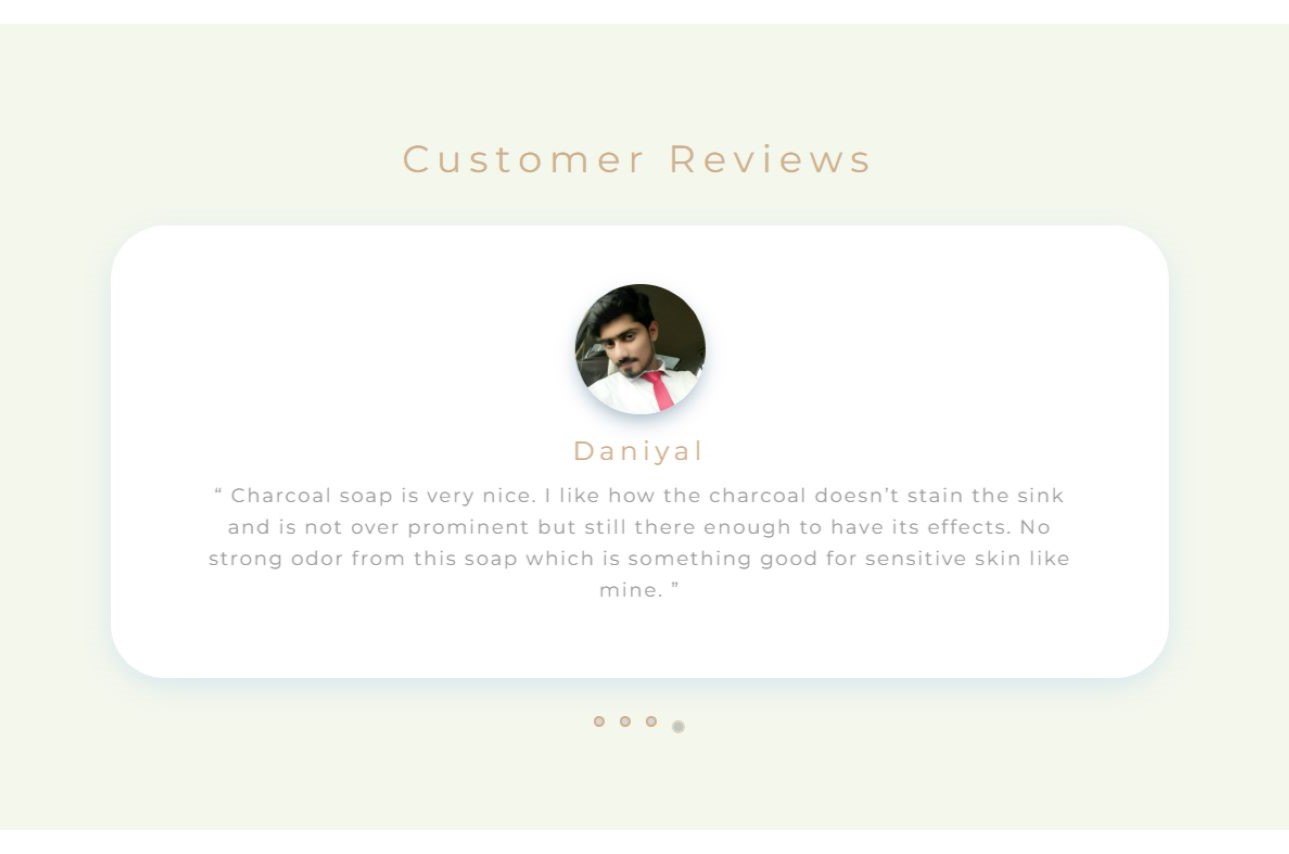 Customer Reviews
Daniyal
“ Charcoal soap is very nice. I like how the charcoal doesn’t stain the sink
and is not over prominent but still there enough to have its effects. No
strong odor from this soap which is something good for sensitive skin like
mine. ”